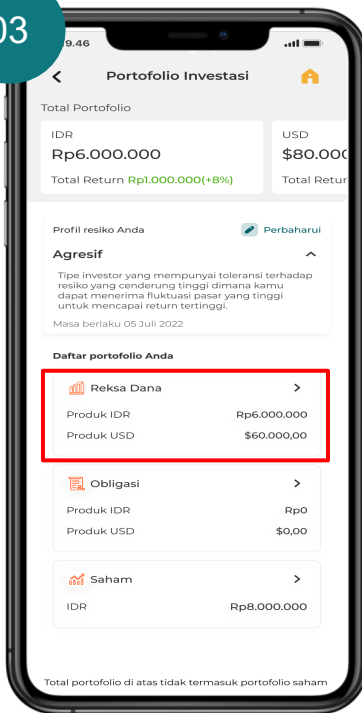 03
9.46
Portofolio Investasi
Total Portofolio
IDR
Rp6.000.000
Total Return Rp1.000.000(+8%)
USD
$80.00
Total Retur
Profil resiko Anda
Perbaharui
Agresif
Tipe investor yang mempunyai toleransi terhadap
resiko yang cenderung tinggi dimana kamu
dapat menerima fluktuasi pasar yang tinggi
untuk mencapai return tertinggi.
Masa berlaku 05 Juli 2022
Daftar portofolio Anda
Reksa Dana
Produk IDR Rp6.000.000
Produk USD $60.000,00
Obligasi
Produk IDR Rp0
Produk USD $0,00
Saham
IDR Rp8.000.000
Total portofolio di atas tidak termasuk portofolio saham